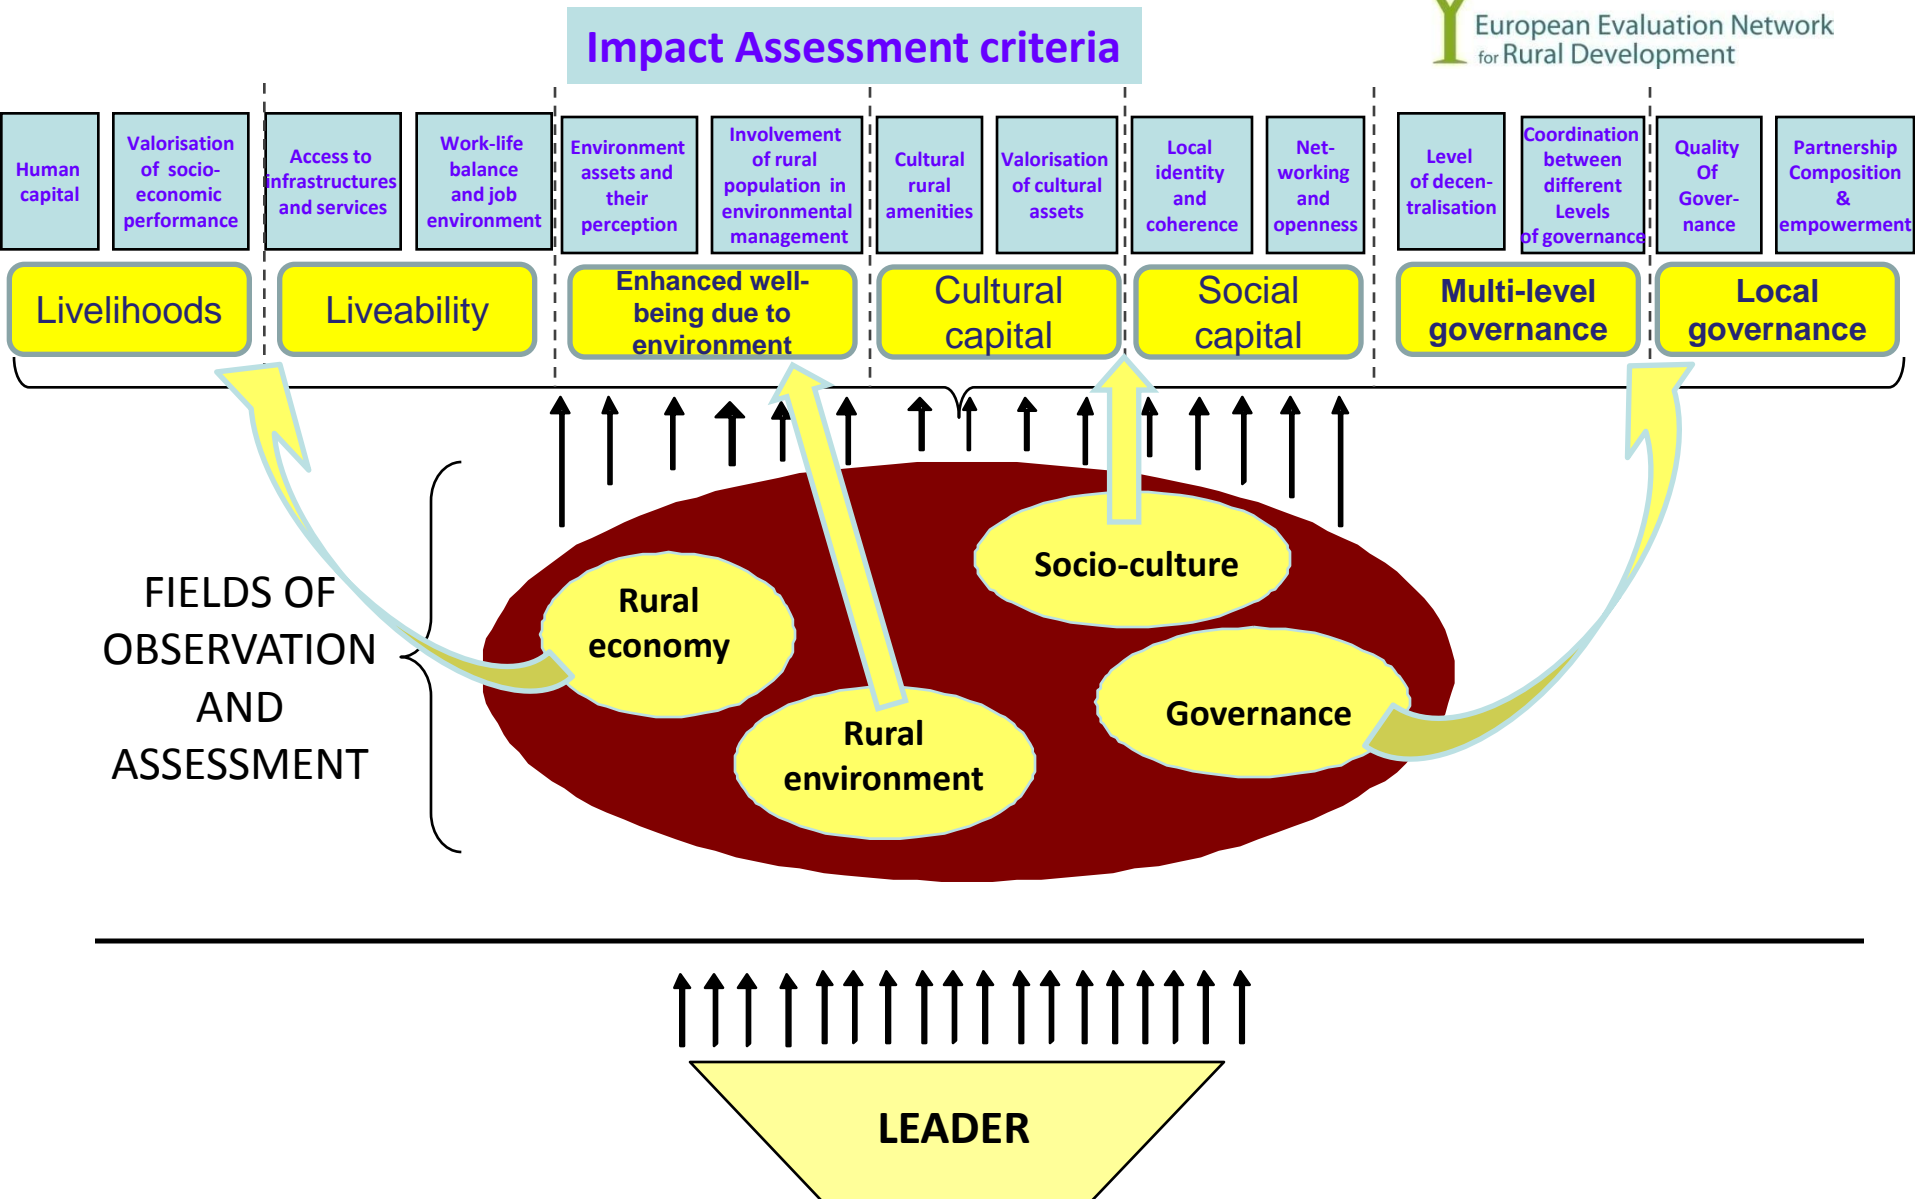 Impact Assessment criteria
European Evaluation Network
for Rural Development
Human
capital
Valorisation
of socio-
economic
performance
Access to
infrastructures
and services
Work-life
balance
and job
environment
Environment
assets and
their
perception
Involvement
of rural
population in
environmental
management
Cultural
rural
amenities
Valorisation
of cultural
assets
Local
identity
and
coherence
Net-
working
and
openness
Level
of decen-
tralisation
Coordination
between
different
Levels
of governance
Quality
Of
Gover-
nance
Partnership
Composition
&
empowerment
Livelihoods
Liveability
Enhanced well-
being due to
environment
Cultural
capital
Social
capital
Multi-level
governance
Local
governance
FIELDS OF
OBSERVATION
AND
ASSESSMENT
Rural
economy
Rural
environment
Socio-culture
Governance
LEADER